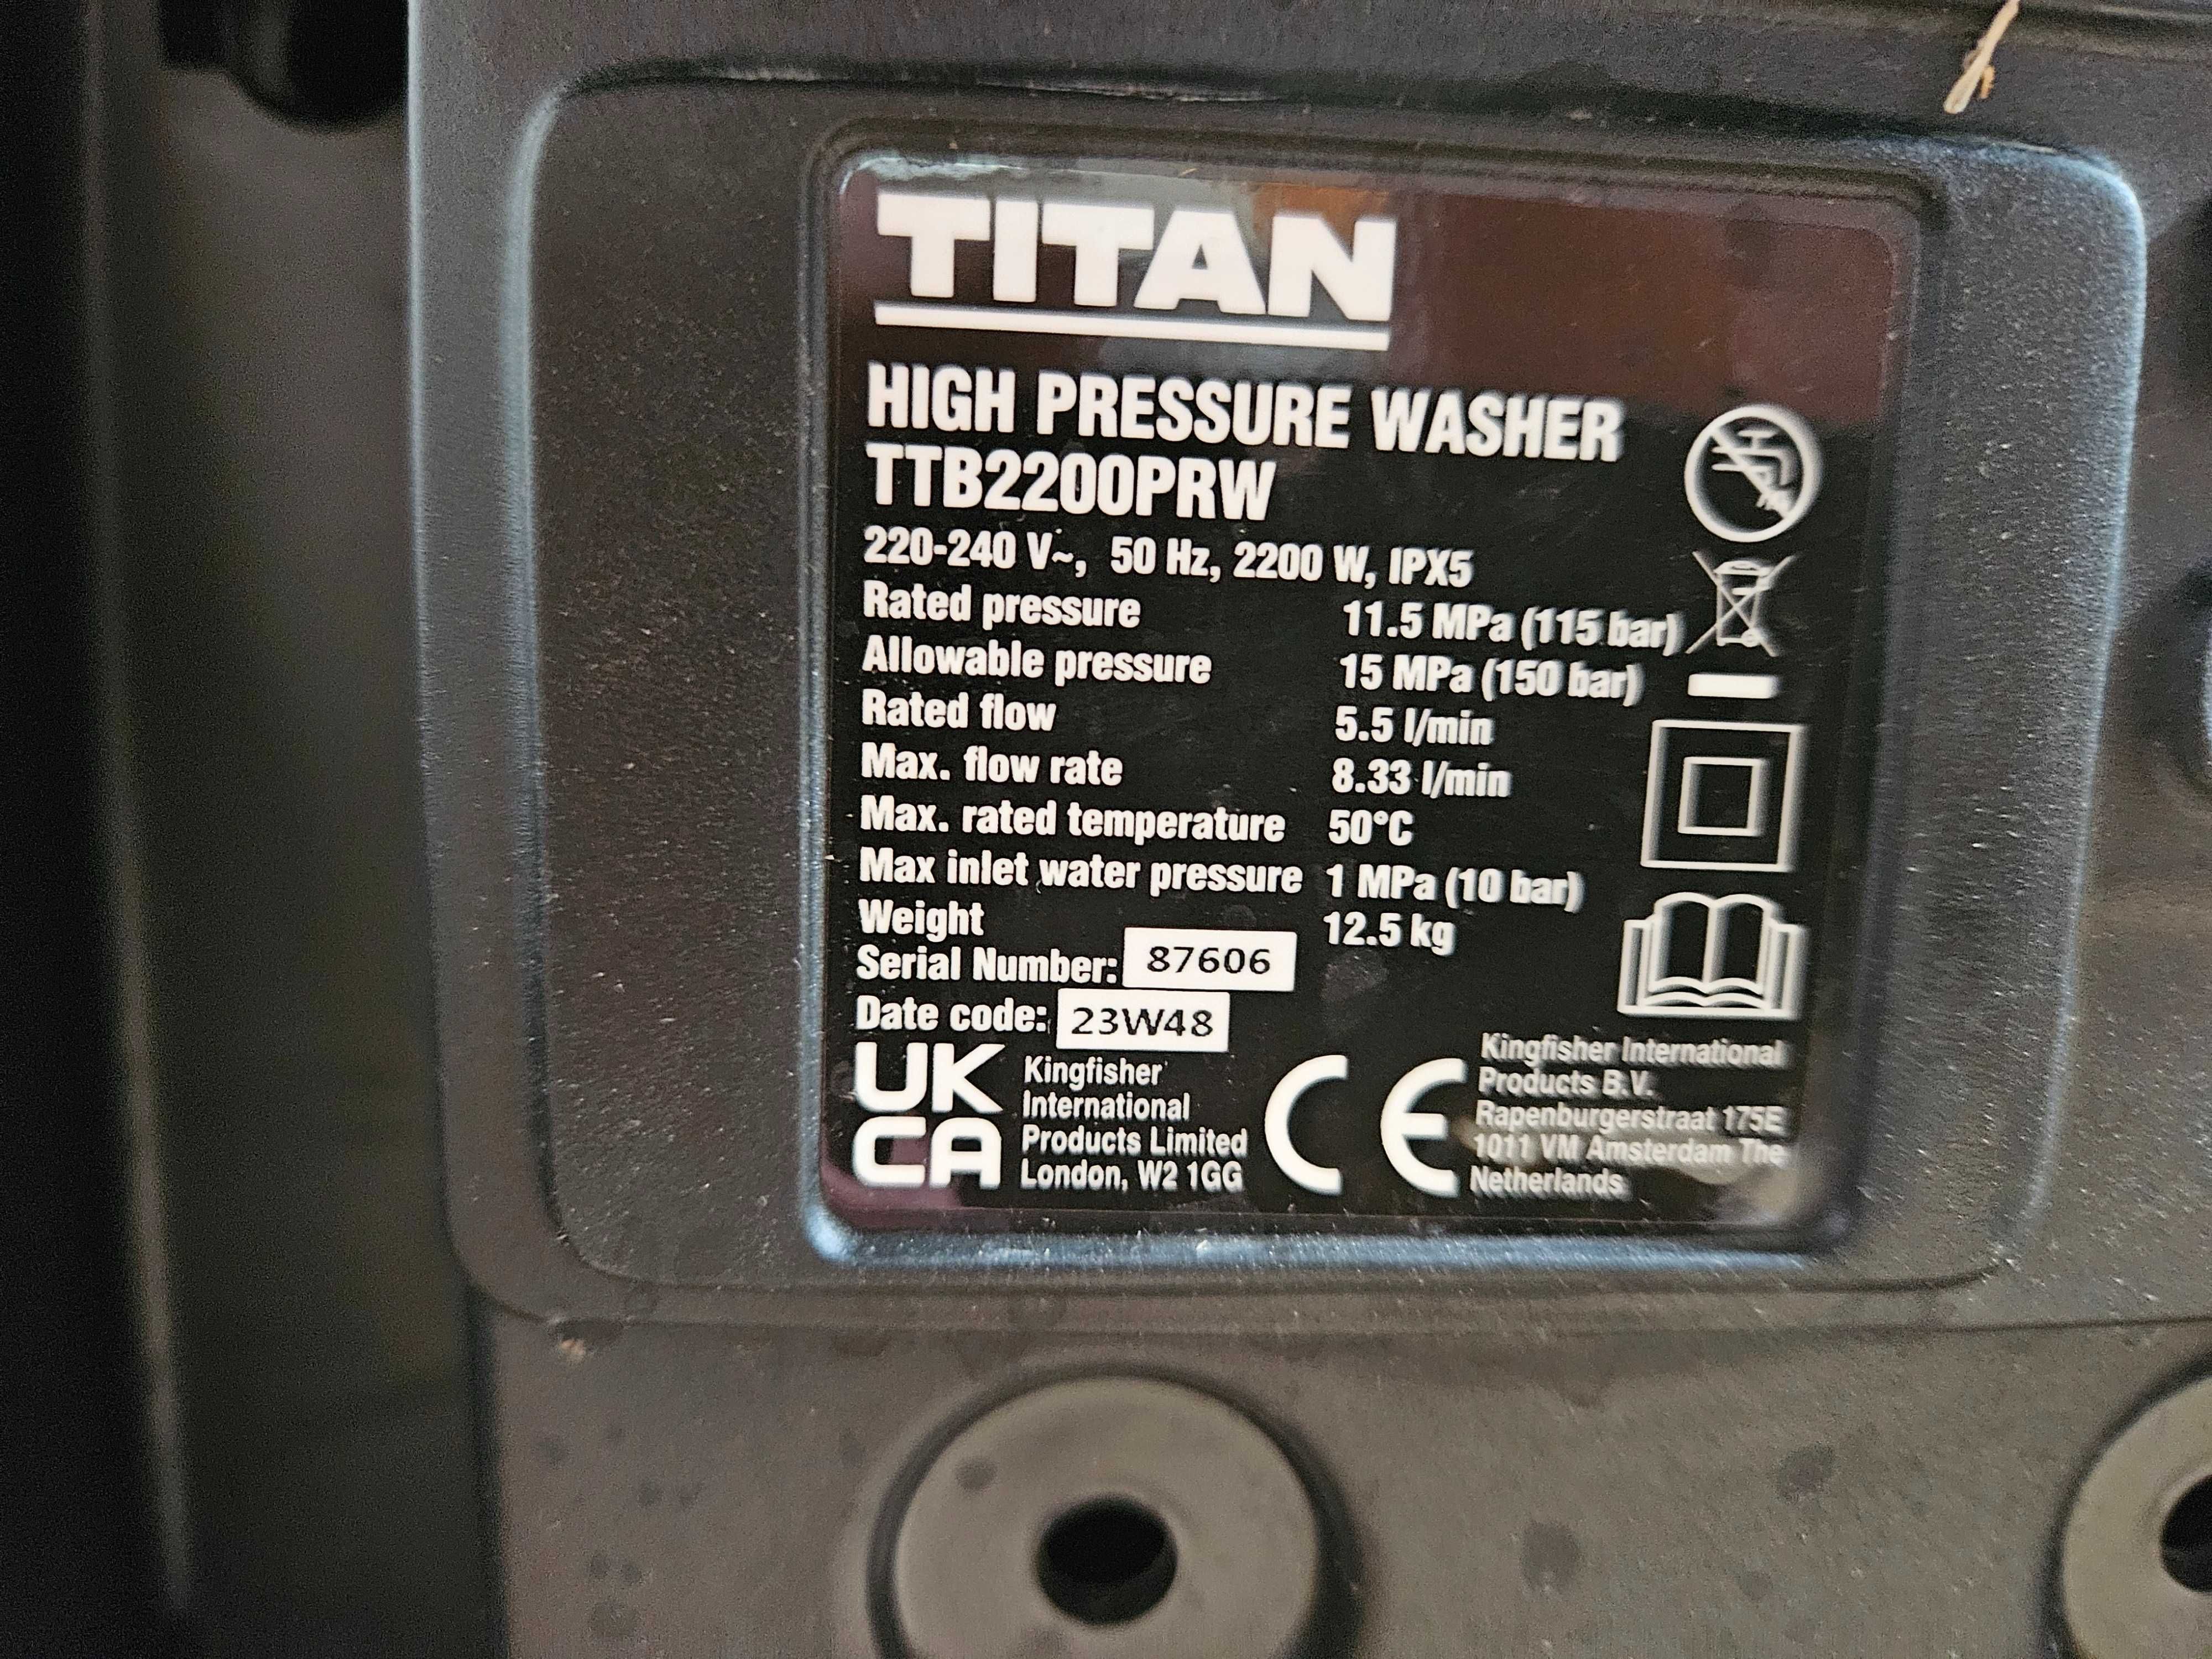 TITAN
HIGH PRESSURE WASHER
TTB2200PRW
220-240 V~, 50 Hz, 2200 W, IPX5
Rated pressure 11.5 MPa (115 bar)
Allowable pressure 15 MPa (150 bar)
Rated flow 5.5 l/min
Max. flow rate 8.33 l/min
Max. rated temperature 50°C
Max inlet water pressure 1 MPa (10 bar)
Weight 12.5 kg
Serial Number: 87606
Date code: 23W48
UK
CA
Kingfisher
International
Products Limited
London, W2 1GG
CE
Kingfisher International
Products B.V.
Rapenburgerstraat 175E
1011 VM Amsterdam The
Netherlands